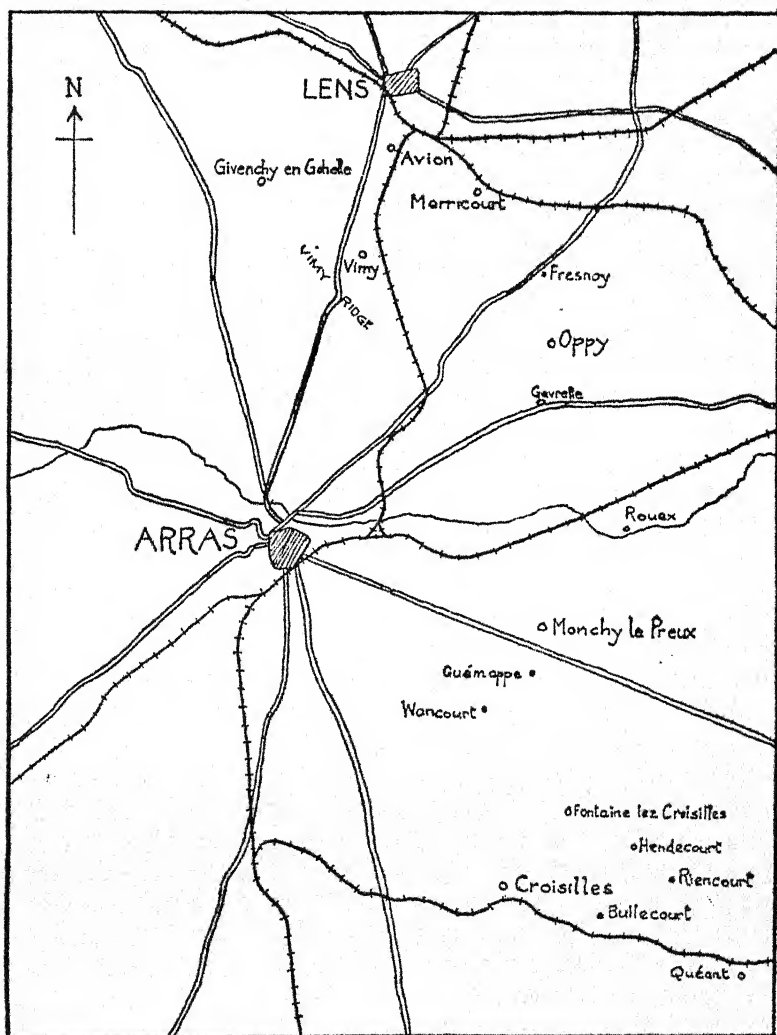 LENS
N
Avion
Givenchy en Gohelle
Merricourt
VIMY
Vimy
RIDGE
Fresnoy
Oppy
Gavrelle
Roeux
ARRAS
Monchy le Preux
Guémappe
Wancourt
Fontaine lez Croisilles
Hendecourt
Riencourt
Croisilles
Bullecourt
Quéant